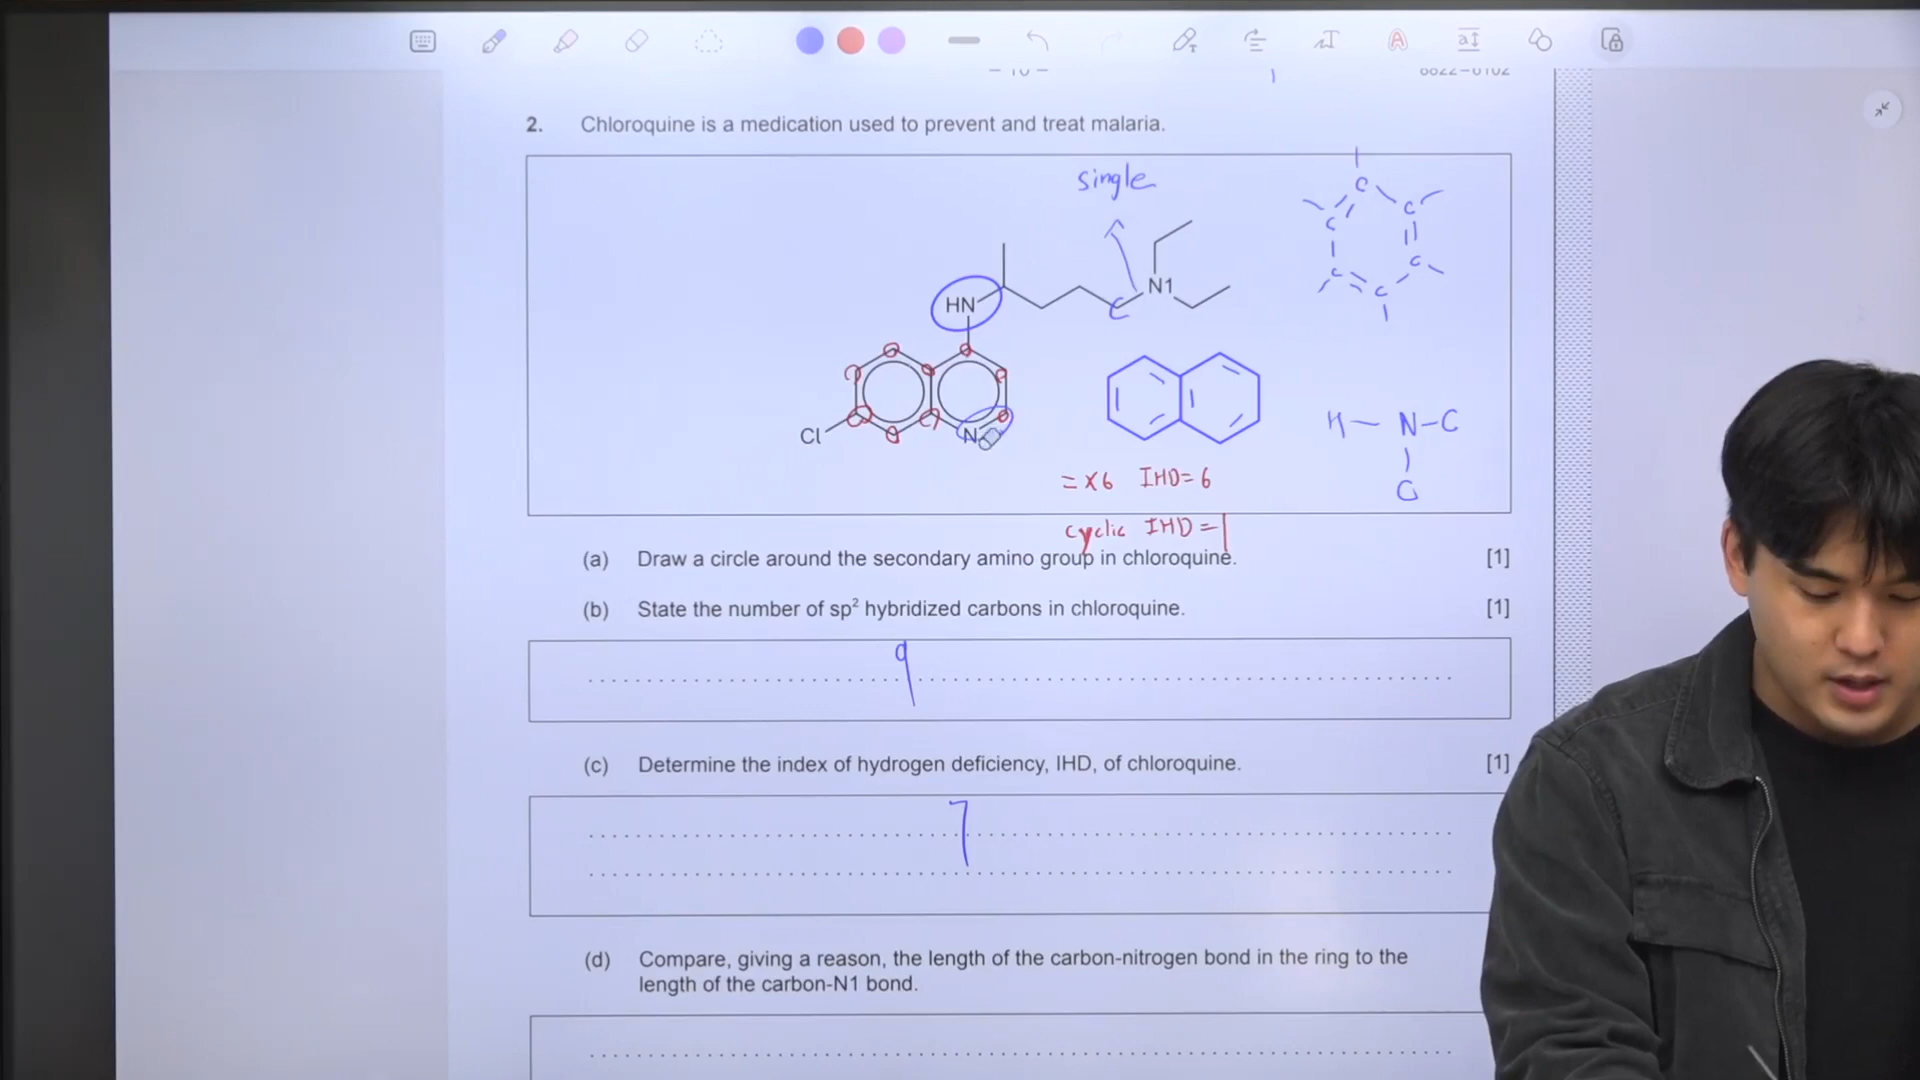 2. Chloroquine is a medication used to prevent and treat malaria.
single
N1
HN
Cl
N
C
C
C
C
C
C
C
H — N – C
C
= x6 IHD = 6
cyclic IHD = 1
(a) Draw a circle around the secondary amino group in chloroquine. [1]
(b) State the number of sp² hybridized carbons in chloroquine. [1]
9
(c) Determine the index of hydrogen deficiency, IHD, of chloroquine. [1]
7
(d) Compare, giving a reason, the length of the carbon-nitrogen bond in the ring to the
length of the carbon-N1 bond.